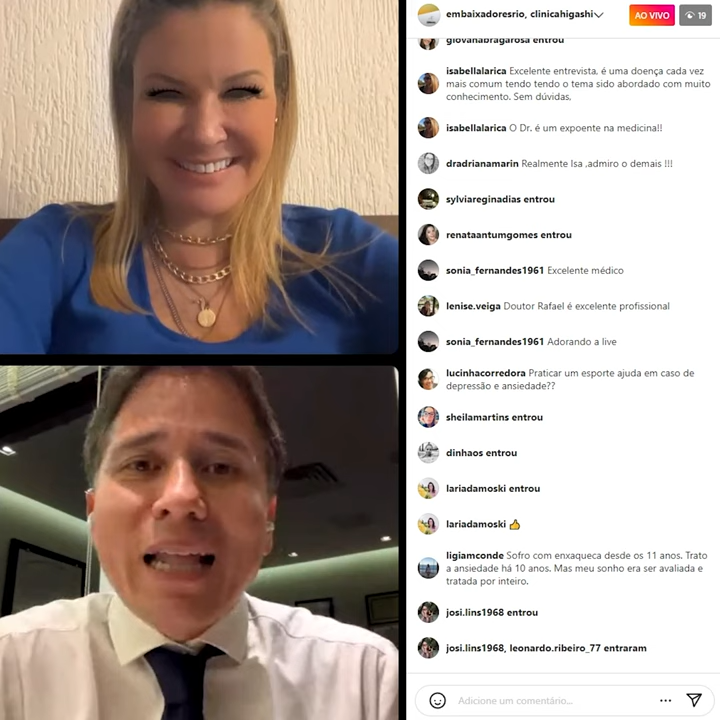 embaixadoresrio, clinicahigashi
AO VIVO
19
giovanabragarosa entrou
isabellalarica Excelente entrevista, é uma doença cada vez
mais comum tendo tendo o tema sido abordado com muito
conhecimento. Sem dúvidas.
isabellalarica O Dr. é um expoente na medicina!!
dradrianamarin Realmente Isa ,admiro o demais !!!
sylviareginadias entrou
renataantumgomes entrou
sonia_fernandes1961 Excelente médico
lenise.veiga Doutor Rafael é excelente profissional
sonia_fernandes1961 Adorando a live
lucinhacorredora Praticar um esporte ajuda em caso de
depressão e ansiedade??
sheilamartins entrou
dinhaos entrou
lariadamoski entrou
lariadamoski 👍
ligiamconde Sofro com enxaqueca desde os 11 anos. Trato
a ansiedade há 10 anos. Mas meu sonho era ser avaliada e
tratada por inteiro.
josi.lins1968 entrou
josi.lins1968, leonardo.ribeiro_77 entraram
Adicione um comentário...